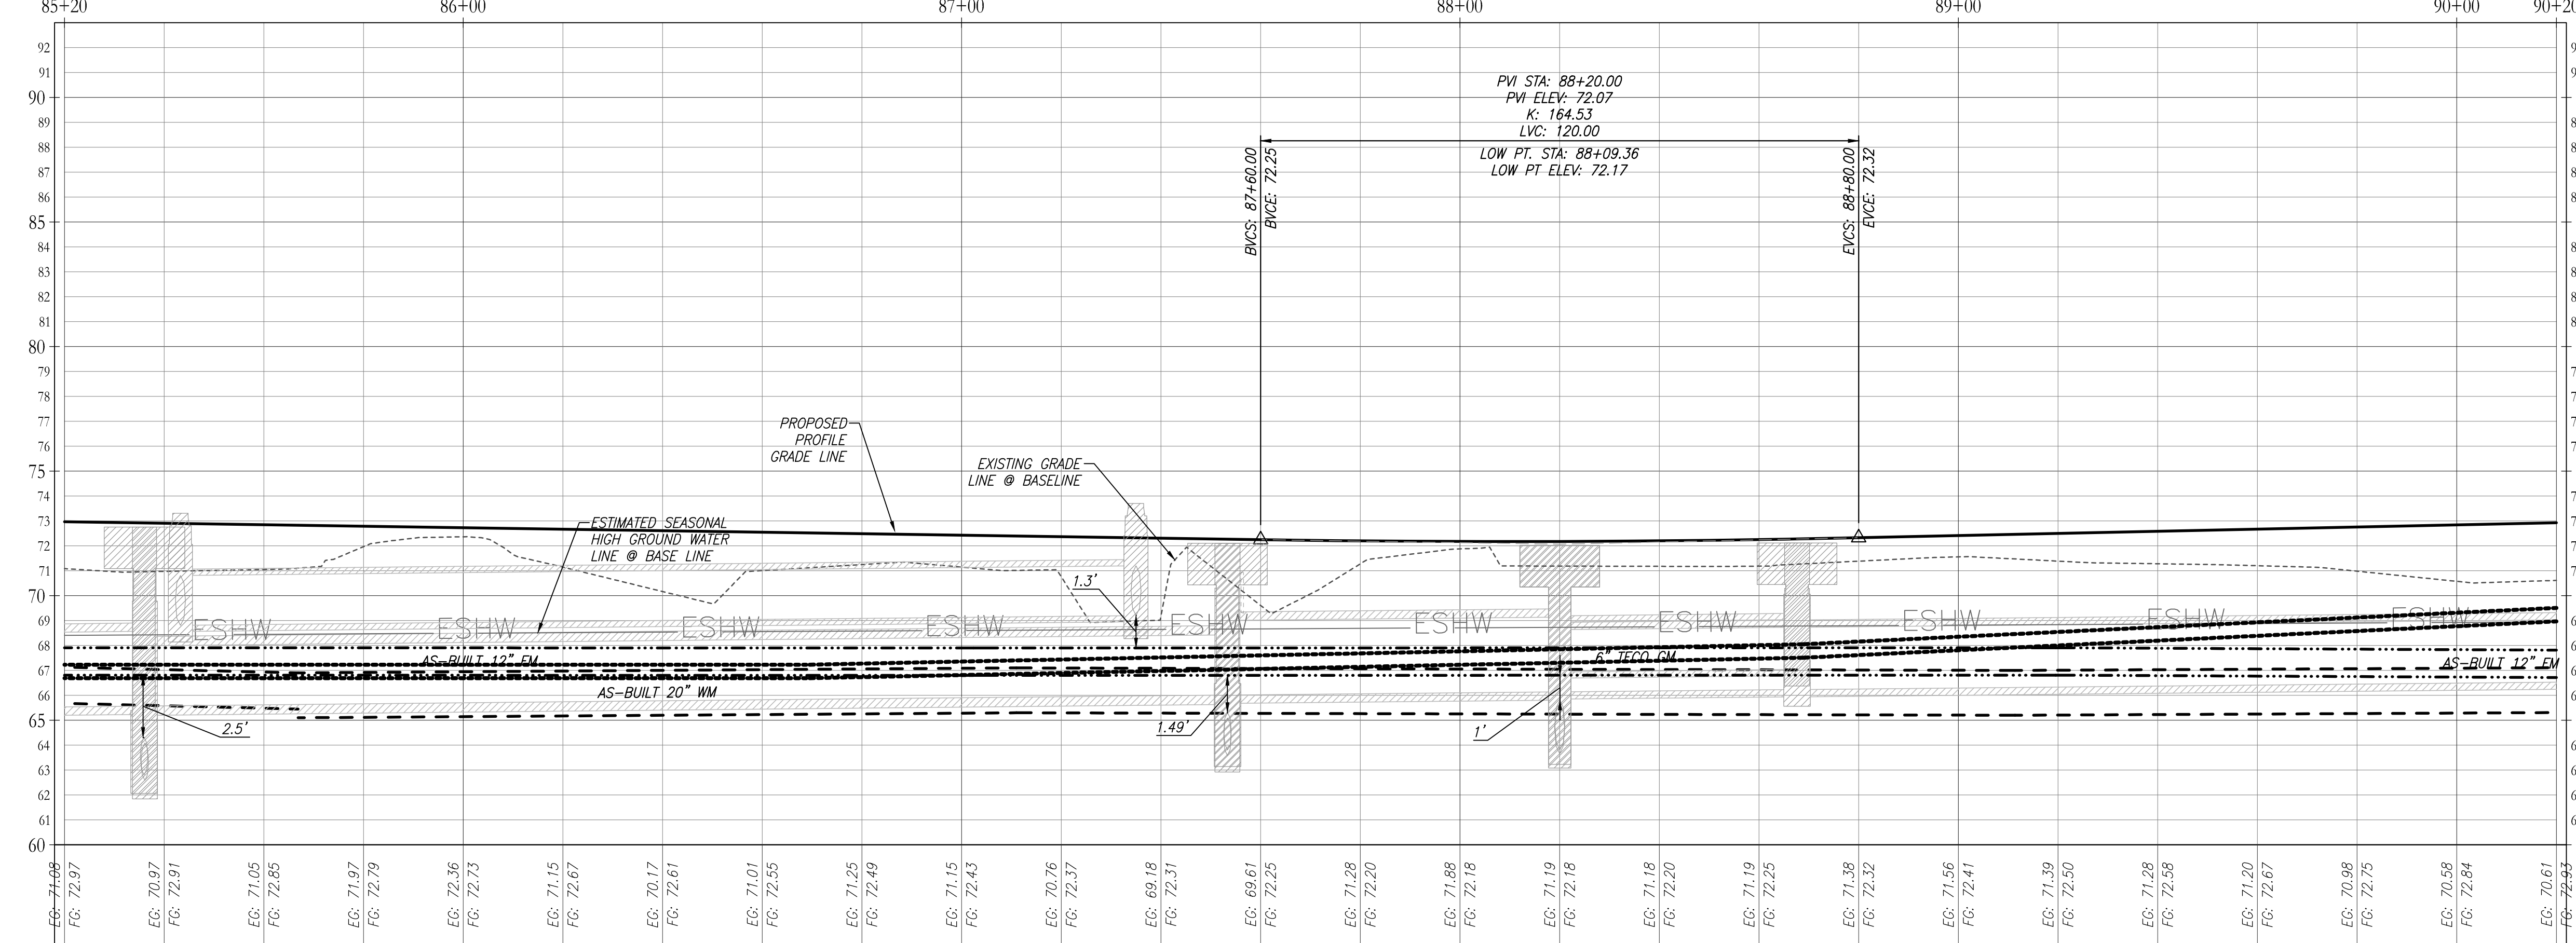 85+20
86+00
87+00
88+00
89+00
90+00
90+20
92
91
90
89
88
87
86
85
84
83
82
81
80
79
78
77
76
75
74
73
72
71
70
69
68
67
66
65
64
63
62
61
60
PVI STA: 88+20.00
PVI ELEV: 72.07
K: 164.53
LVC: 120.00
LOW PT. STA: 88+09.36
LOW PT ELEV: 72.17
BVCS: 87+60.00
BVCE: 72.25
EVCS: 88+80.00
EVCE: 72.32
PROPOSED
PROFILE
GRADE LINE
EXISTING GRADE
LINE @ BASELINE
ESTIMATED SEASONAL
HIGH GROUND WATER
LINE @ BASE LINE
1.3'
ESHW
ESHW
ESHW
ESHW
ESHW
ESHW
ESHW
ESHW
ESHW
ESHW
AS-BUILT 12" FM
6" TECO GM
AS-BUILT 12" FM
AS-BUILT 20" WM
2.5'
1.49'
1'
EG: 71.08
FG: 72.97
EG: 70.97
FG: 72.91
EG: 71.05
FG: 72.85
EG: 71.97
FG: 72.79
EG: 72.36
FG: 72.73
EG: 71.15
FG: 72.67
EG: 70.17
FG: 72.61
EG: 71.01
FG: 72.55
EG: 71.25
FG: 72.49
EG: 71.15
FG: 72.43
EG: 70.76
FG: 72.37
EG: 69.18
FG: 72.31
EG: 69.61
FG: 72.25
EG: 71.28
FG: 72.20
EG: 71.88
FG: 72.18
EG: 71.19
FG: 72.18
EG: 71.18
FG: 72.20
EG: 71.19
FG: 72.25
EG: 71.38
FG: 72.32
EG: 71.56
FG: 72.41
EG: 71.39
FG: 72.50
EG: 71.28
FG: 72.58
EG: 71.20
FG: 72.67
EG: 70.98
FG: 72.75
EG: 70.58
FG: 72.84
EG: 70.61
FG: 72.93